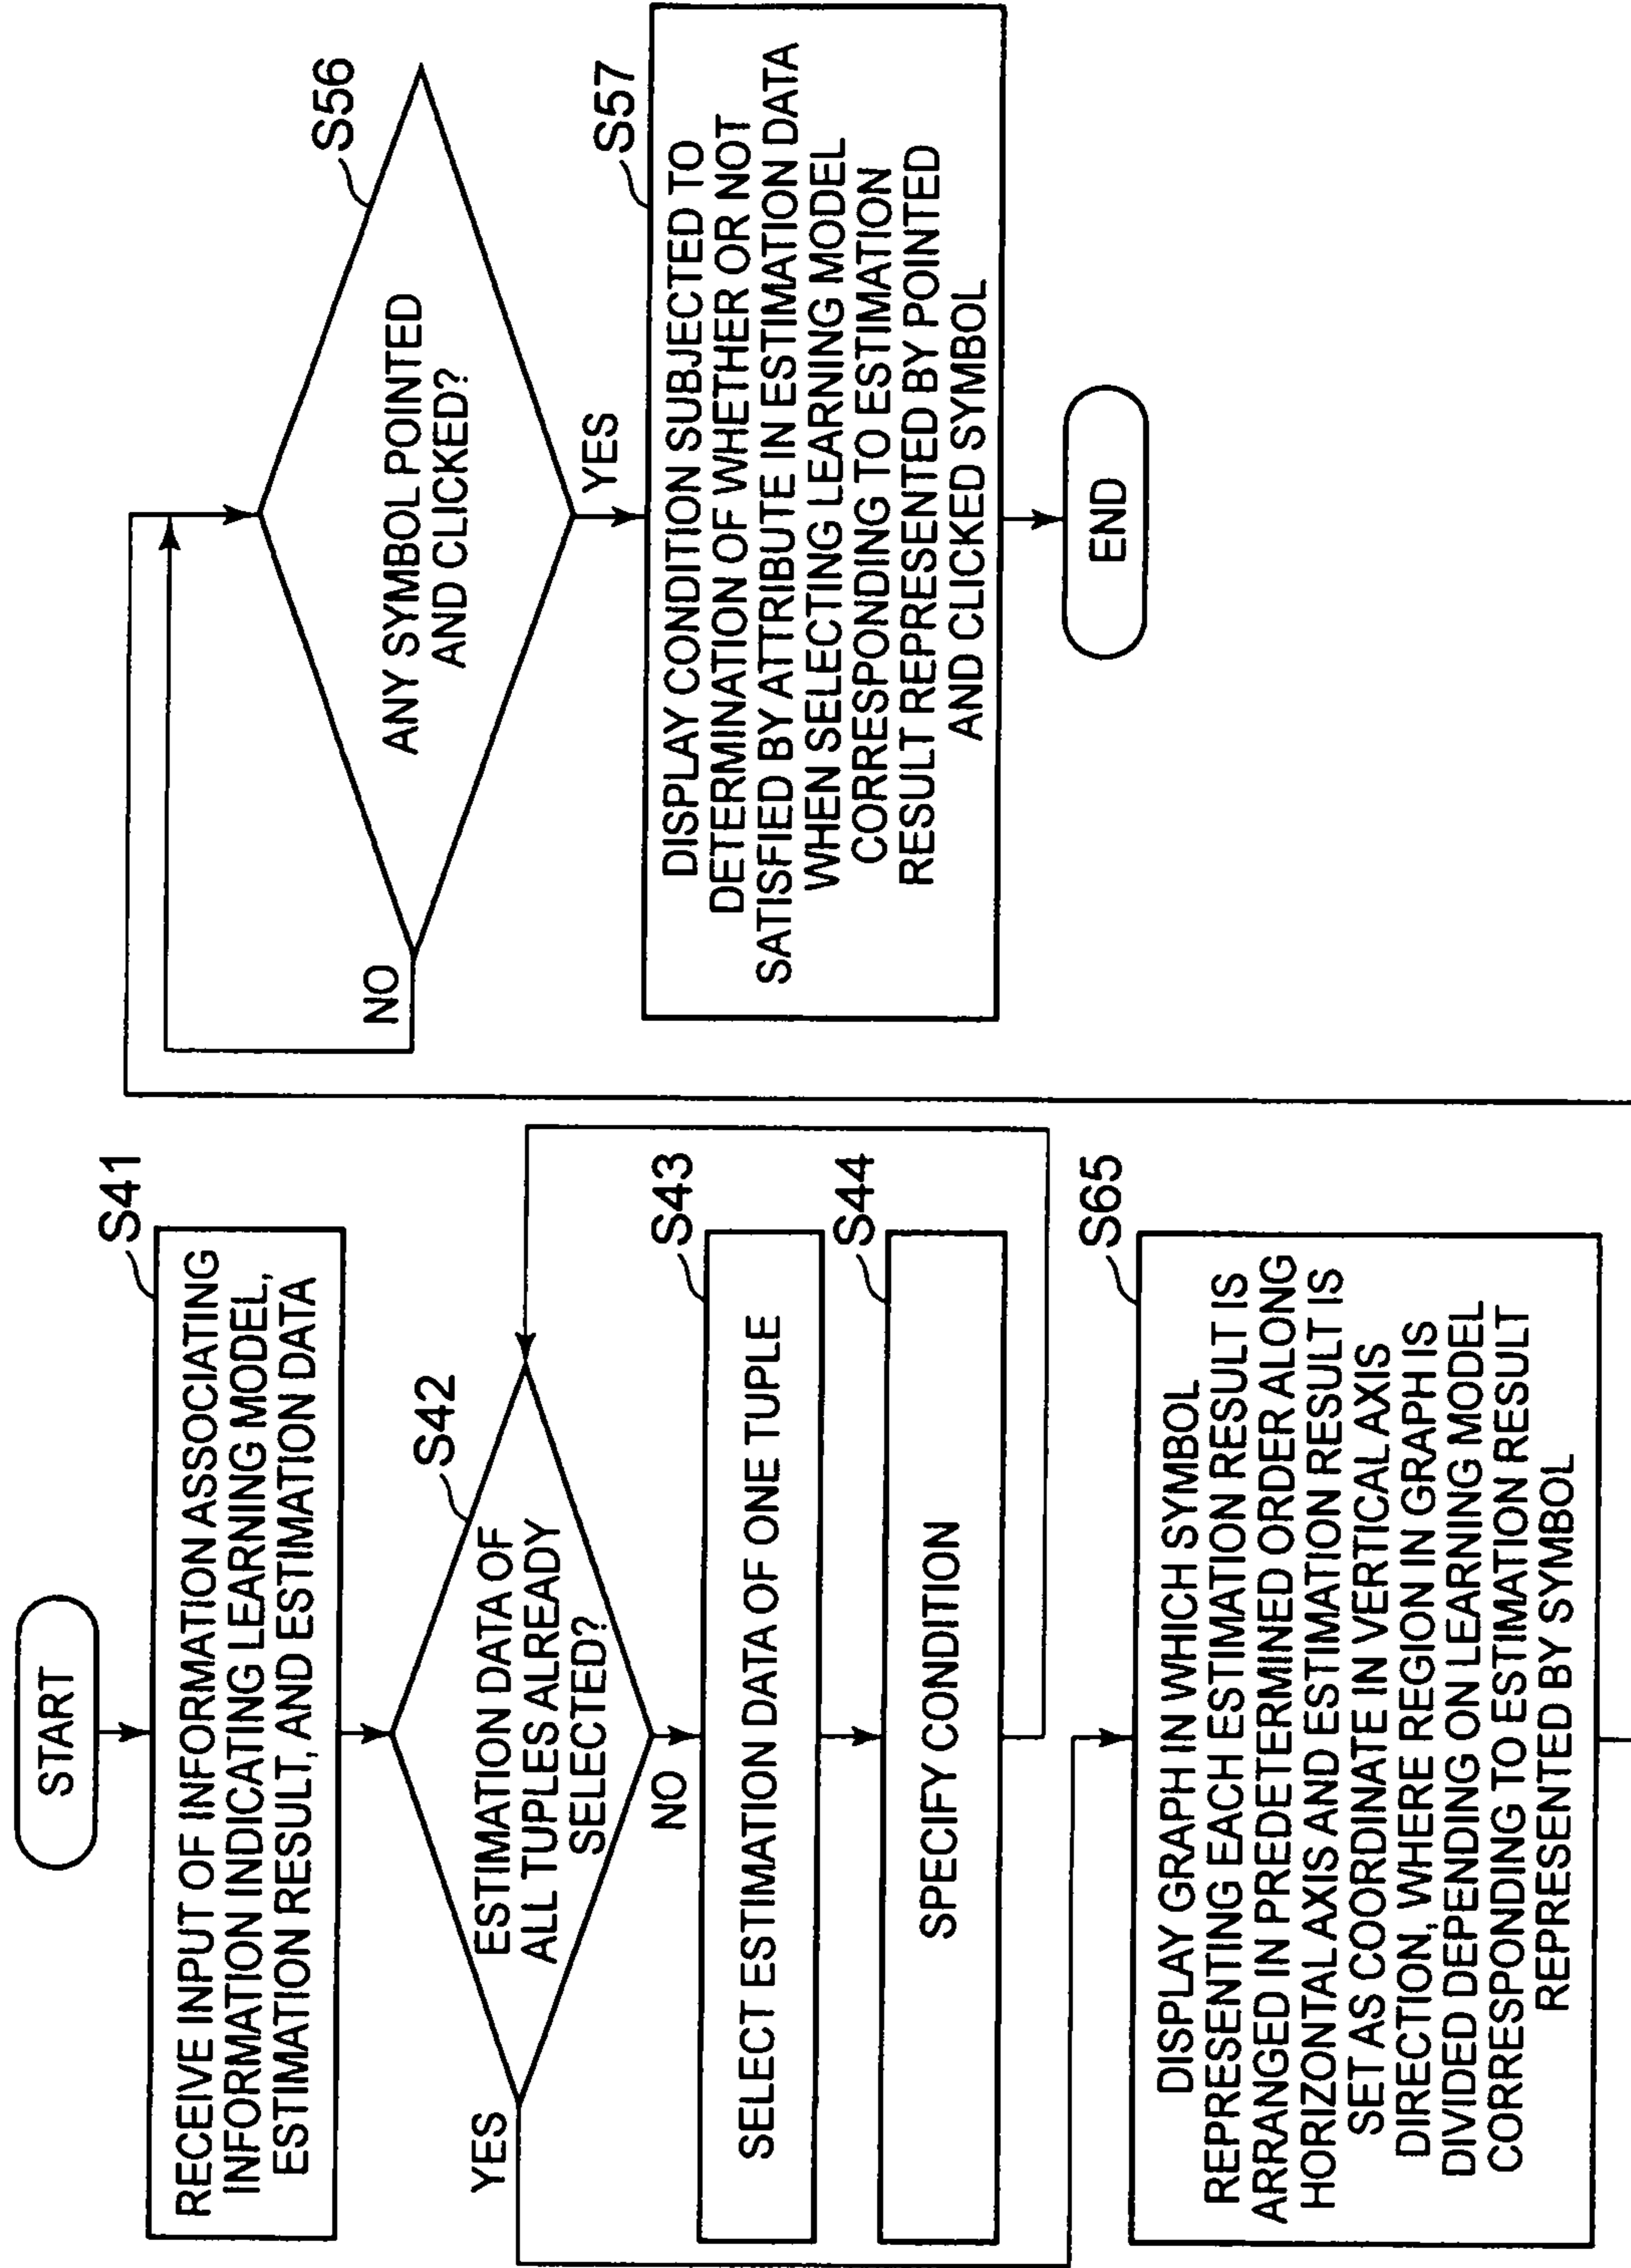 START
S41
RECEIVE INPUT OF INFORMATION ASSOCIATING
INFORMATION INDICATING LEARNING MODEL,
ESTIMATION RESULT, AND ESTIMATION DATA
S42
ESTIMATION DATA OF
ALL TUPLES ALREADY
SELECTED?
YES
NO
S43
SELECT ESTIMATION DATA OF ONE TUPLE
S44
SPECIFY CONDITION
S65
DISPLAY GRAPH IN WHICH SYMBOL
REPRESENTING EACH ESTIMATION RESULT IS
ARRANGED IN PREDETERMINED ORDER ALONG
HORIZONTAL AXIS AND ESTIMATION RESULT IS
SET AS COORDINATE IN VERTICAL AXIS
DIRECTION, WHERE REGION IN GRAPH IS
DIVIDED DEPENDING ON LEARNING MODEL
CORRESPONDING TO ESTIMATION RESULT
REPRESENTED BY SYMBOL
S56
ANY SYMBOL POINTED
AND CLICKED?
NO
YES
S57
DISPLAY CONDITION SUBJECTED TO
DETERMINATION OF WHETHER OR NOT
SATISFIED BY ATTRIBUTE IN ESTIMATION DATA
WHEN SELECTING LEARNING MODEL
CORRESPONDING TO ESTIMATION
RESULT REPRESENTED BY POINTED
AND CLICKED SYMBOL
END